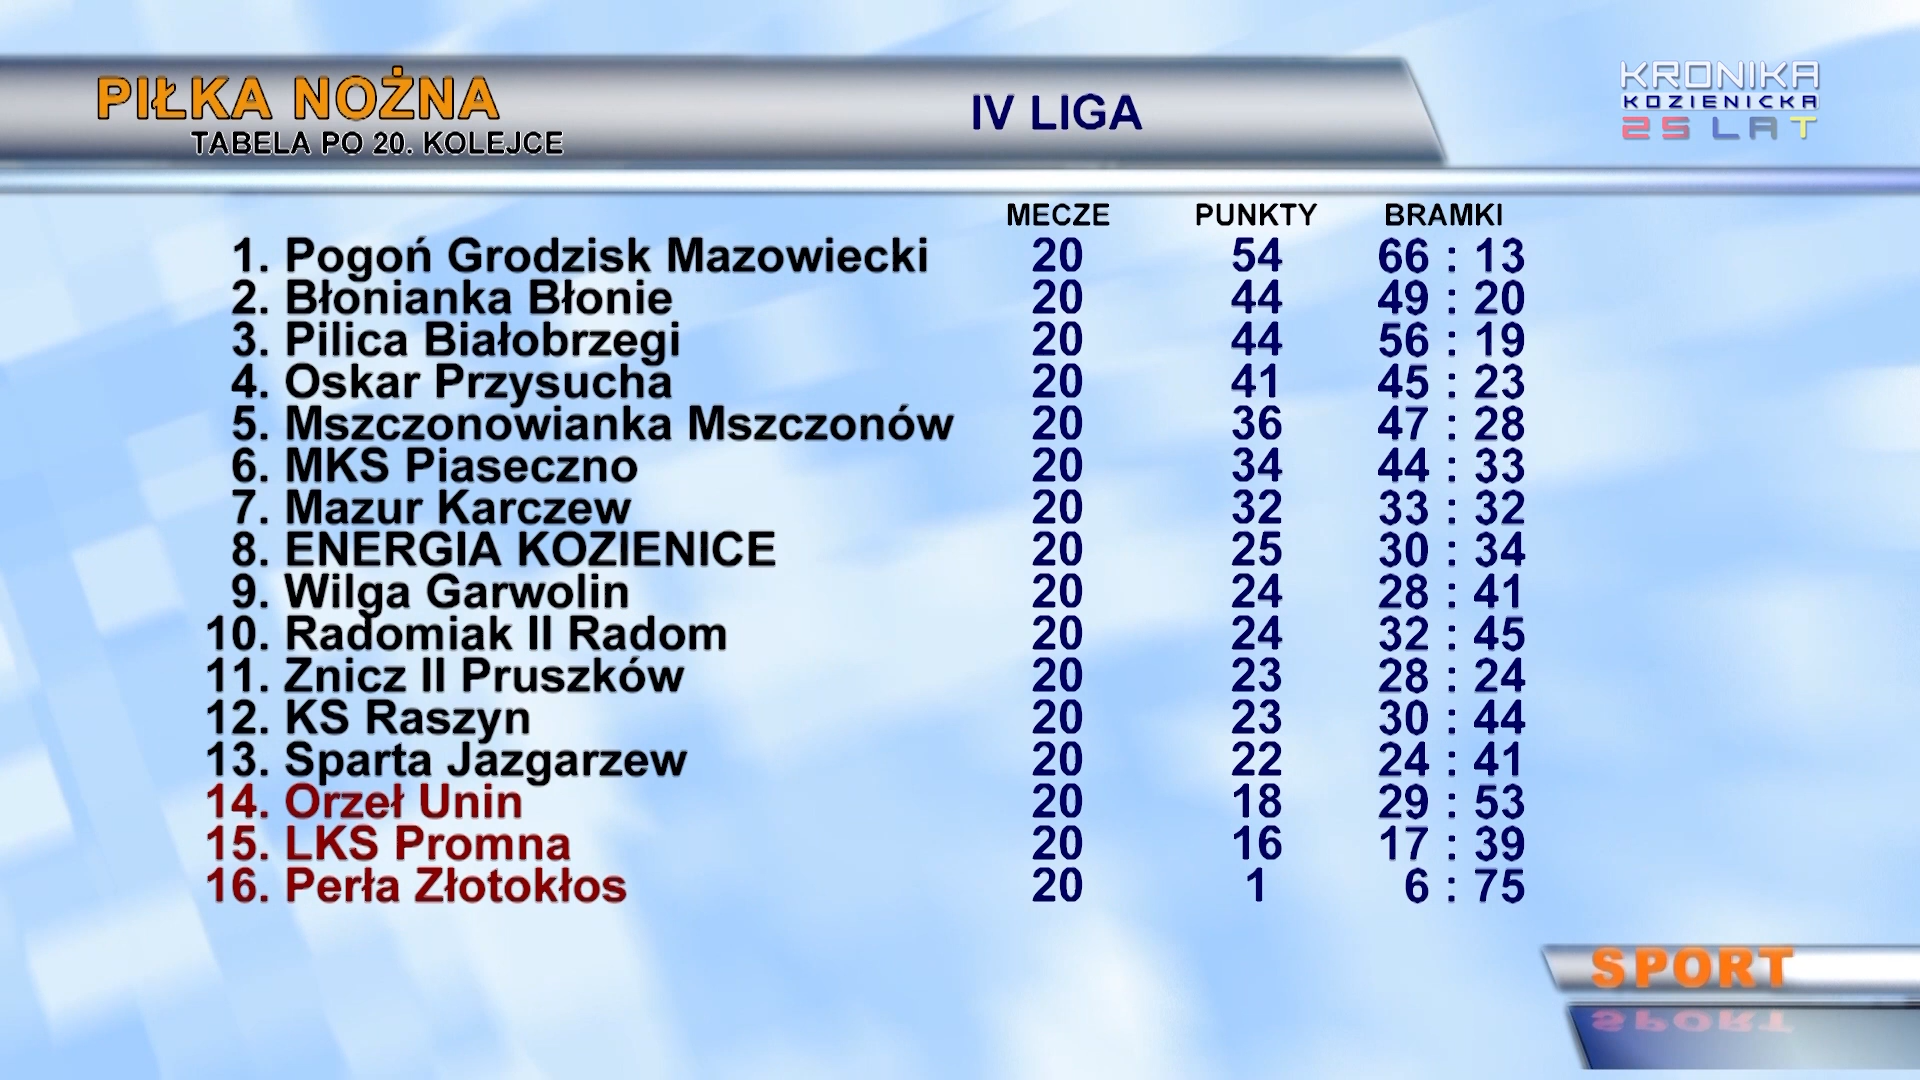 PIŁKA NOŻNA
TABELA PO 20. KOLEJCE
IV LIGA
KRONIKA
KOZIENICKA
25 LAT
MECZE PUNKTY BRAMKI
1. Pogoń Grodzisk Mazowiecki 20 54 66 : 13
2. Błonianka Błonie 20 44 49 : 20
3. Pilica Białobrzegi 20 44 56 : 19
4. Oskar Przysucha 20 41 45 : 23
5. Mszczonowianka Mszczonów 20 36 47 : 28
6. MKS Piaseczno 20 34 44 : 33
7. Mazur Karczew 20 32 33 : 32
8. ENERGIA KOZIENICE 20 25 30 : 34
9. Wilga Garwolin 20 24 28 : 41
10. Radomiak II Radom 20 24 32 : 45
11. Znicz II Pruszków 20 23 28 : 24
12. KS Raszyn 20 23 30 : 44
13. Sparta Jazgarzew 20 22 24 : 41
14. Orzeł Unin 20 18 29 : 53
15. LKS Promna 20 16 17 : 39
16. Perła Złotokłos 20 1 6 : 75
SPORT